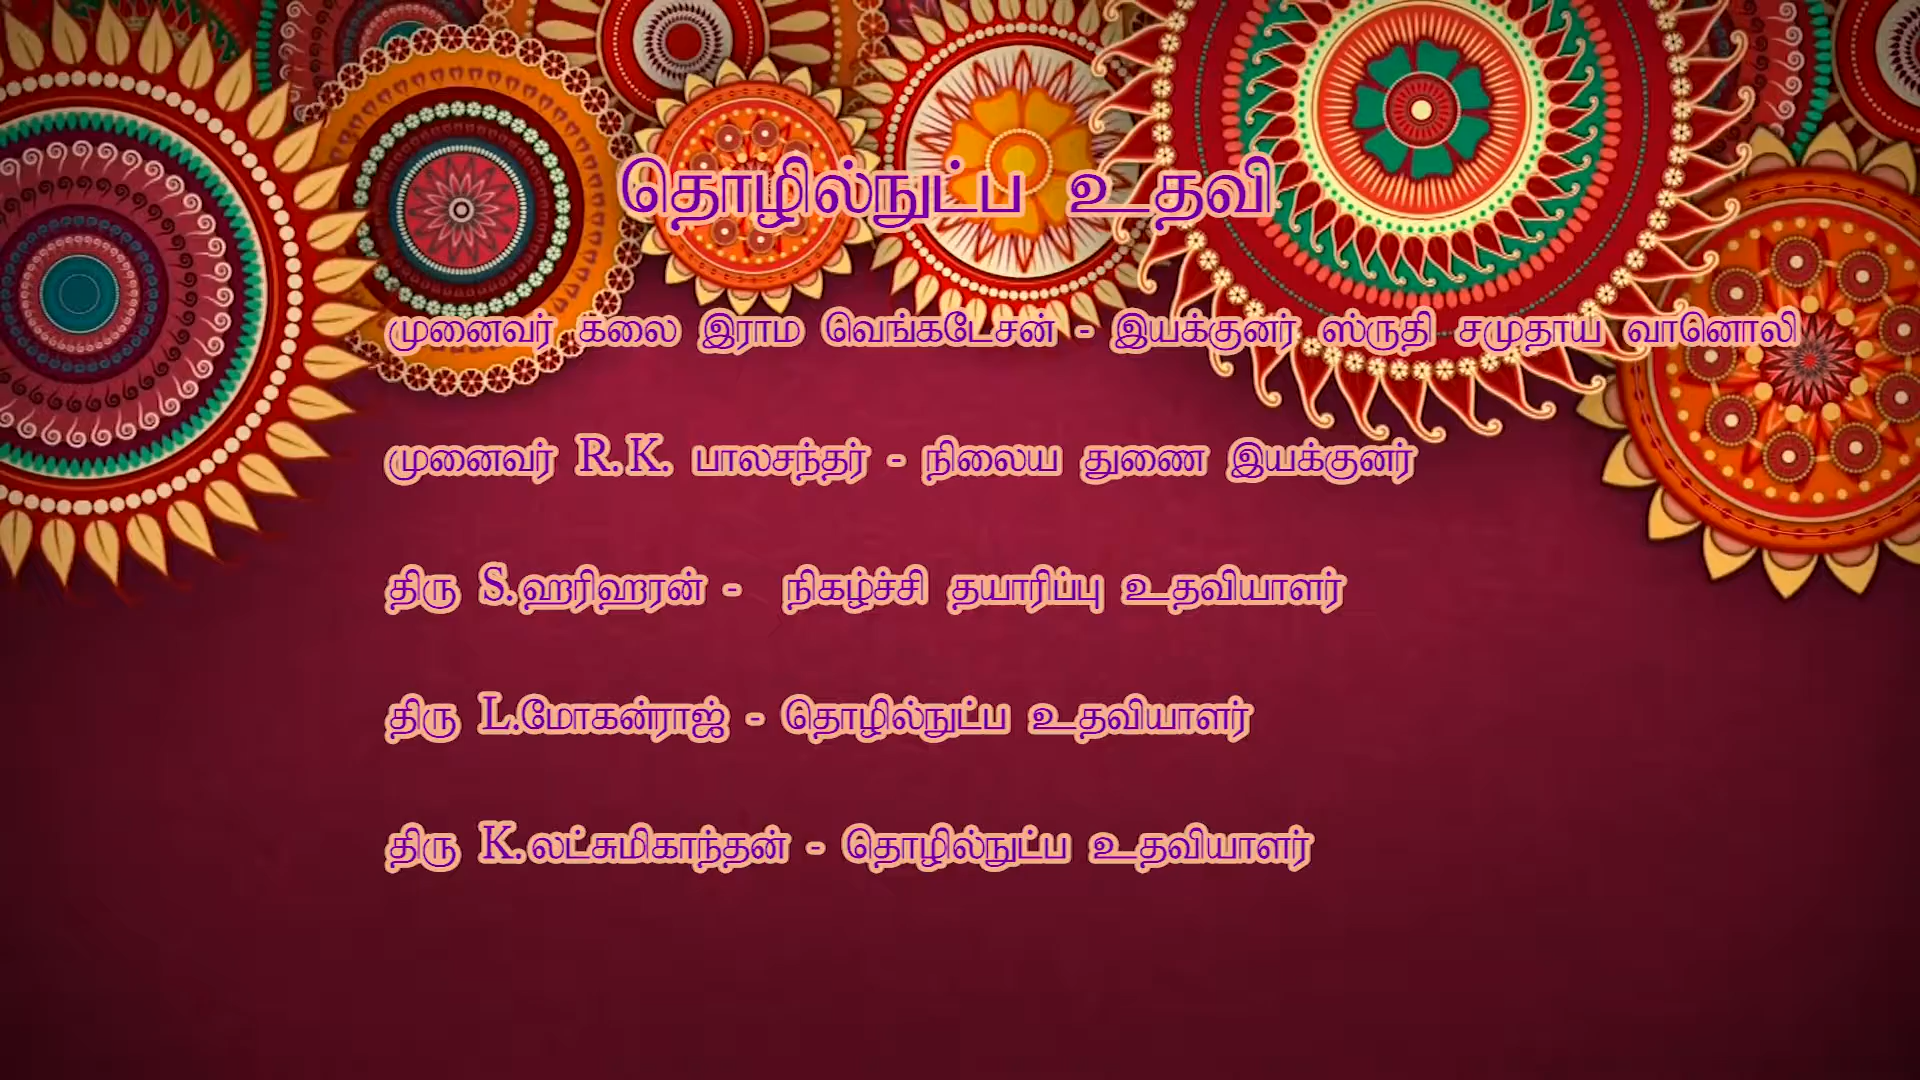 தொழில்நுட்ப உதவி
முனைவர் கலை இராம வெங்கடேசன் - இயக்குனர் ஸ்ருதி சமுதாய வானொலி
முனைவர் R.K. பாலசந்தர் - நிலைய துணை இயக்குனர்
திரு S.ஹரிஹரன் - நிகழ்ச்சி தயாரிப்பு உதவியாளர்
திரு L.மோகன்ராஜ் - தொழில்நுட்ப உதவியாளர்
திரு K.லட்சுமிகாந்தன் - தொழில்நுட்ப உதவியாளர்